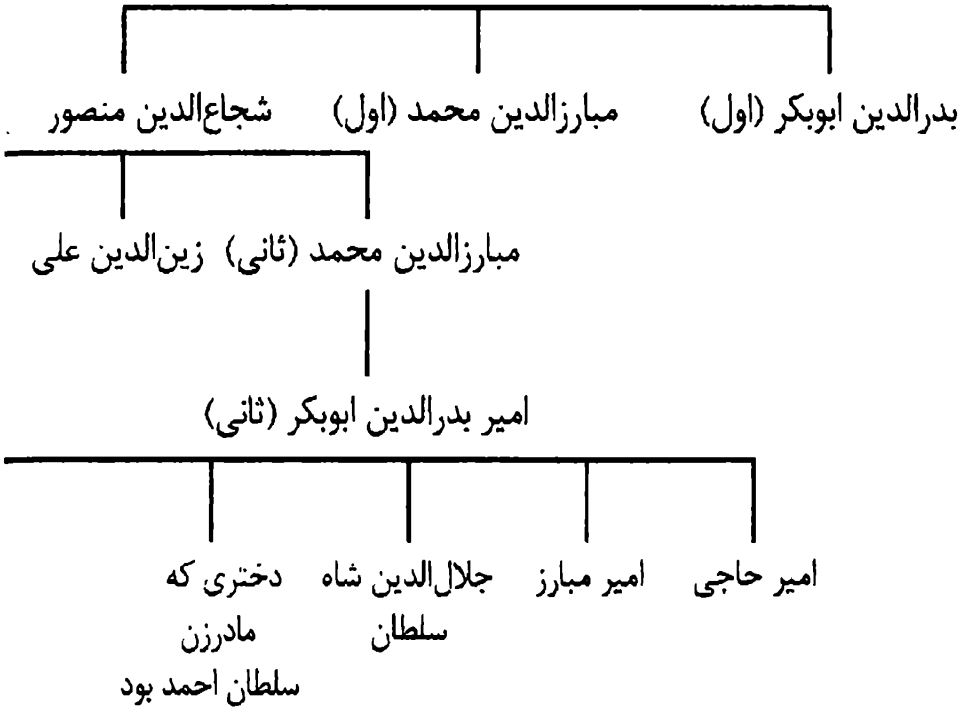 بدرالدین ابوبکر (اول) مبارزالدین محمد (اول) شجاع‌الدین منصور
مبارزالدین محمد (ثانی) زین‌الدین علی
امیر بدرالدین ابوبکر (ثانی)
امیر حاجی امیر مبارز جلال‌الدین شاه دختری که
سلطان مادرزن
سلطان احمد بود